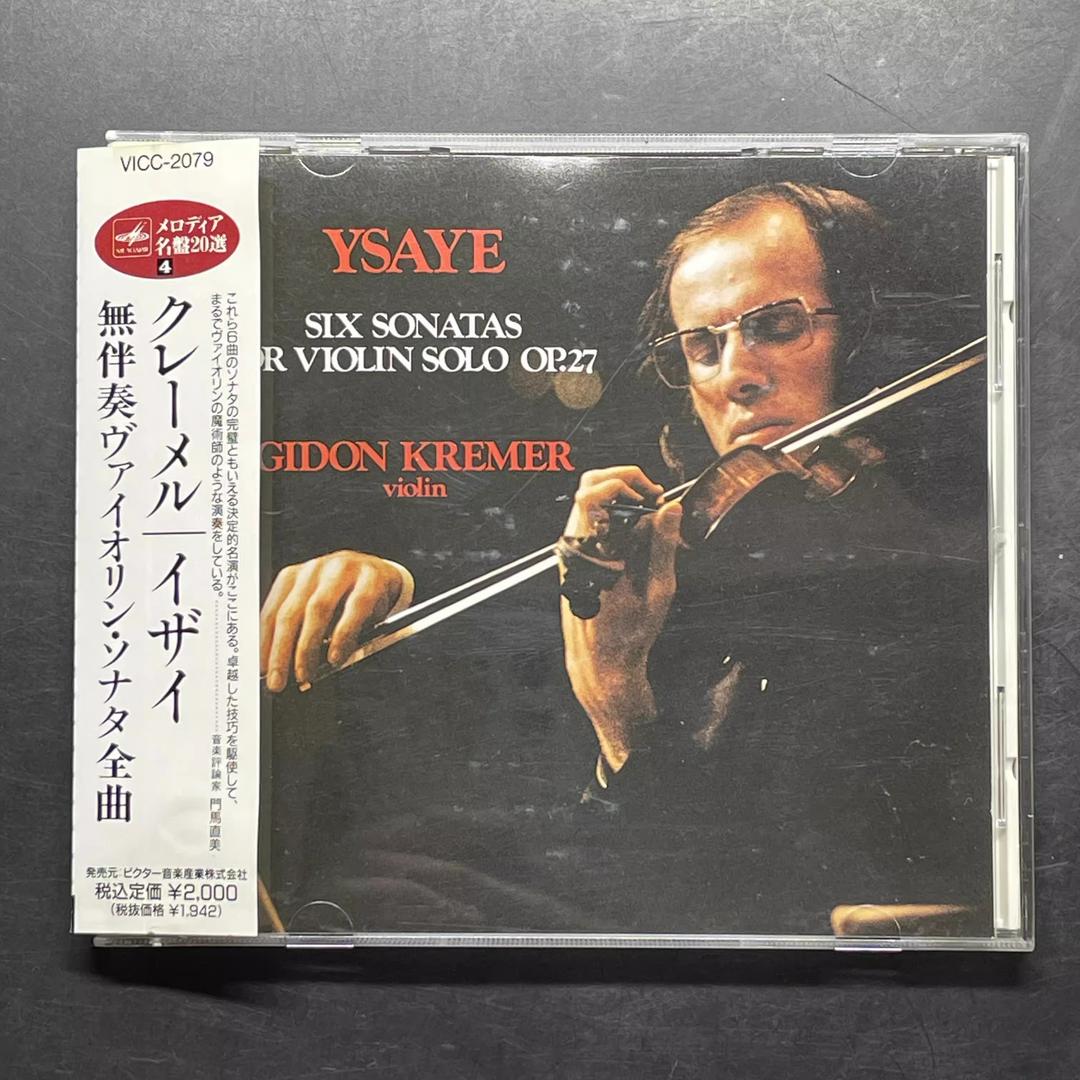 VICC-2079
メロディア
名盤20選
4
クレーメル|イザイ
無伴奏ヴァイオリン・ソナタ全曲
これら6曲のソナタの完璧ともいえる決定的名演がここにある。卓越した技巧を駆使して、
まるでヴァイオリンの魔術師のような演奏をしている。…………………音楽評論家 門馬直美
発売元:ビクター音楽産業株式会社
税込定価 ¥2,000
(税抜価格 ¥1,942)
YSAYE
SIX SONATAS
OR VIOLIN SOLO OP.27
GIDON KREMER
violin